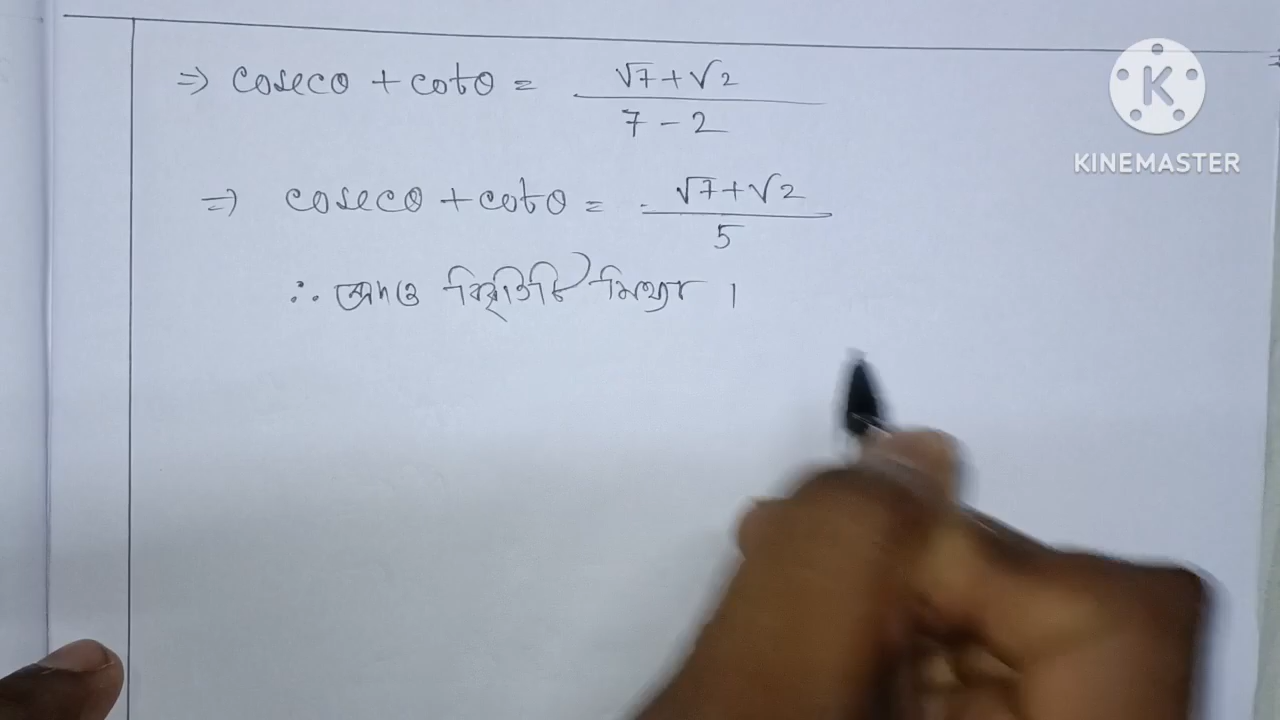 ⇒ cosecθ + cotθ = (√7+√2)/(7-2)
⇒ cosecθ + cotθ = (√7+√2)/5
∴ প্রদত্ত বিবৃতিটি মিথ্যা ।
KINEMASTER